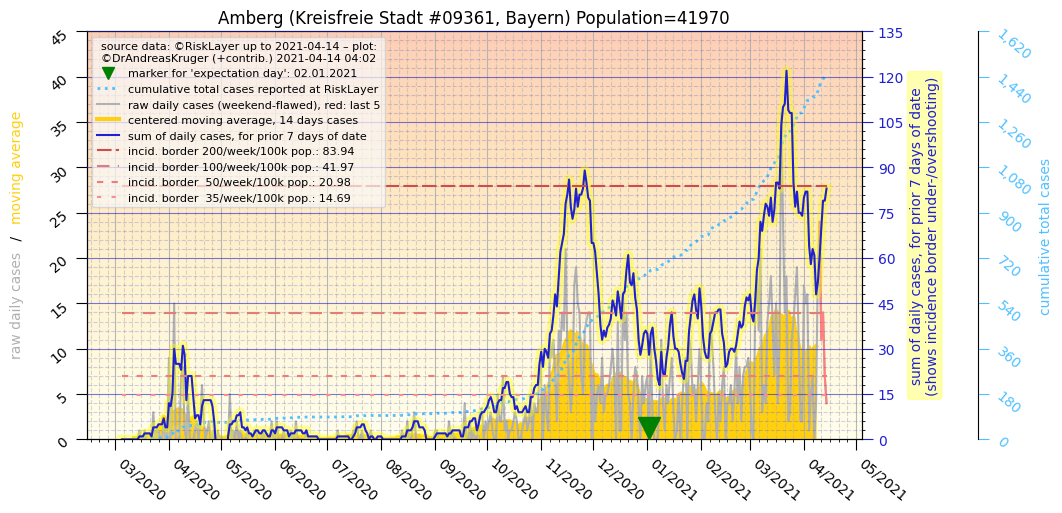 Amberg (Kreisfreie Stadt #09361, Bayern) Population=41970
source data: ©RiskLayer up to 2021-04-14 – plot:
©DrAndreasKruger (+contrib.) 2021-04-14 04:02
marker for 'expectation day': 02.01.2021
cumulative total cases reported at RiskLayer
raw daily cases (weekend-flawed), red: last 5
centered moving average, 14 days cases
sum of daily cases, for prior 7 days of date
incid. border 200/week/100k pop.: 83.94
incid. border 100/week/100k pop.: 41.97
incid. border  50/week/100k pop.: 20.98
incid. border  35/week/100k pop.: 14.69
raw daily cases / moving average
45
40
35
30
25
20
15
10
5
0
03/2020
04/2020
05/2020
06/2020
07/2020
08/2020
09/2020
10/2020
11/2020
12/2020
01/2021
02/2021
03/2021
04/2021
05/2021
135
120
105
90
75
60
45
30
15
0
sum of daily cases, for prior 7 days of date
(shows incidence border under-/overshooting)
1,620
1,440
1,260
1,080
900
720
540
360
180
0
cumulative total cases